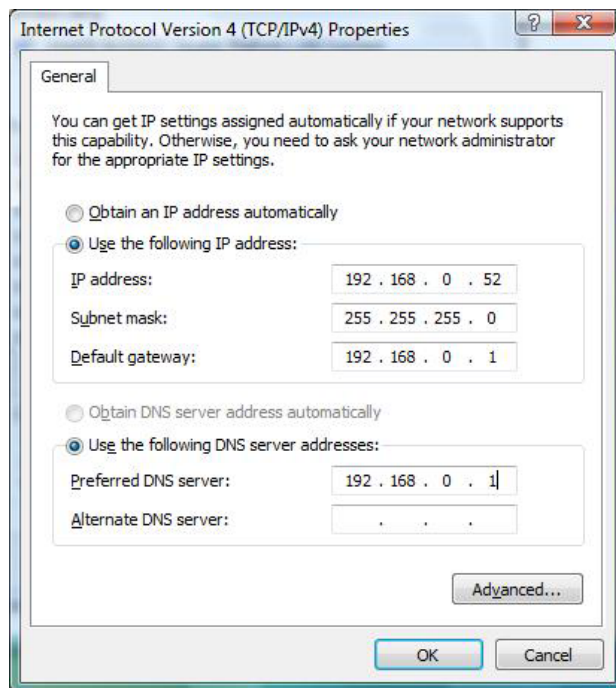 Internet Protocol Version 4 (TCP/IPv4) Properties
?
General
You can get IP settings assigned automatically if your network supports
this capability. Otherwise, you need to ask your network administrator
for the appropriate IP settings.
Obtain an IP address automatically
Use the following IP address:
IP address: 192 . 168 . 0 . 52
Subnet mask: 255 . 255 . 255 . 0
Default gateway: 192 . 168 . 0 . 1
Obtain DNS server address automatically
Use the following DNS server addresses:
Preferred DNS server: 192 . 168 . 0 . 1
Alternate DNS server: . . .
Advanced...
OK Cancel